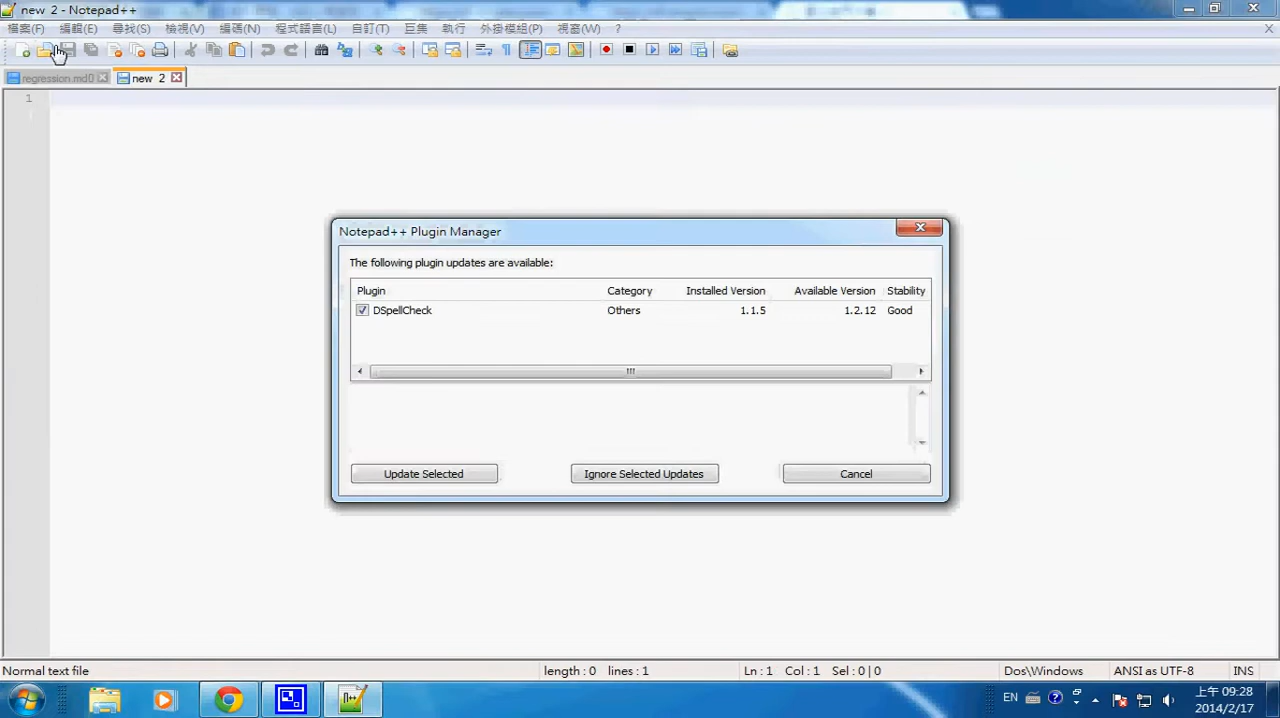 new 2 - Notepad++
檔案(F) 編輯(E) 尋找(S) 檢視(V) 編碼(N) 程式語言(L) 自訂(T) 巨集 執行 外掛模組(P) 視窗(W) ?
regression.md0 new 2
1
Notepad++ Plugin Manager
The following plugin updates are available:
Plugin Category Installed Version Available Version Stability
DSpellCheck Others 1.1.5 1.2.12 Good
Update Selected Ignore Selected Updates Cancel
Normal text file length : 0 lines : 1 Ln : 1 Col : 1 Sel : 0 | 0 Dos\Windows ANSI as UTF-8 INS
EN 上午 09:28
2014/2/17